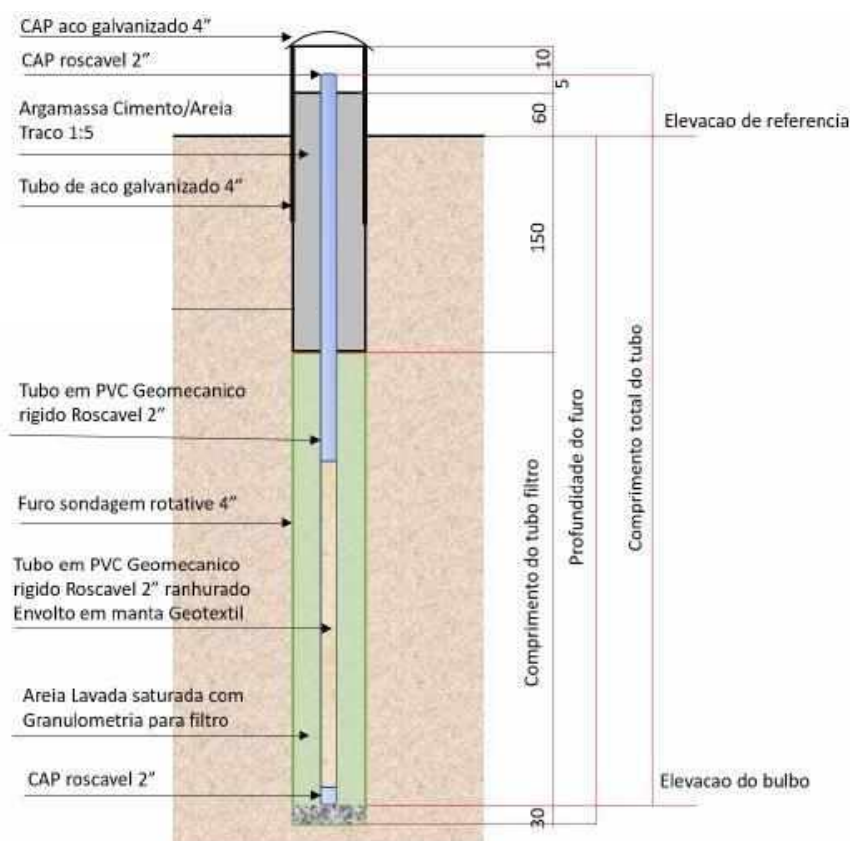 CAP aco galvanizado 4"
CAP roscavel 2"
Argamassa Cimento/Areia
Traco 1:5
Tubo de aco galvanizado 4"
Tubo em PVC Geomecanico
rigido Roscavel 2"
Furo sondagem rotative 4"
Tubo em PVC Geomecanico
rigido Roscavel 2" ranhurado
Envolto em manta Geotextil
Areia Lavada saturada com
Granulometria para filtro
CAP roscavel 2"
10
5
60
150
Comprimento do tubo filtro
30
Profundidade do furo
Comprimento total do tubo
Elevacao de referencia
Elevacao do bulbo